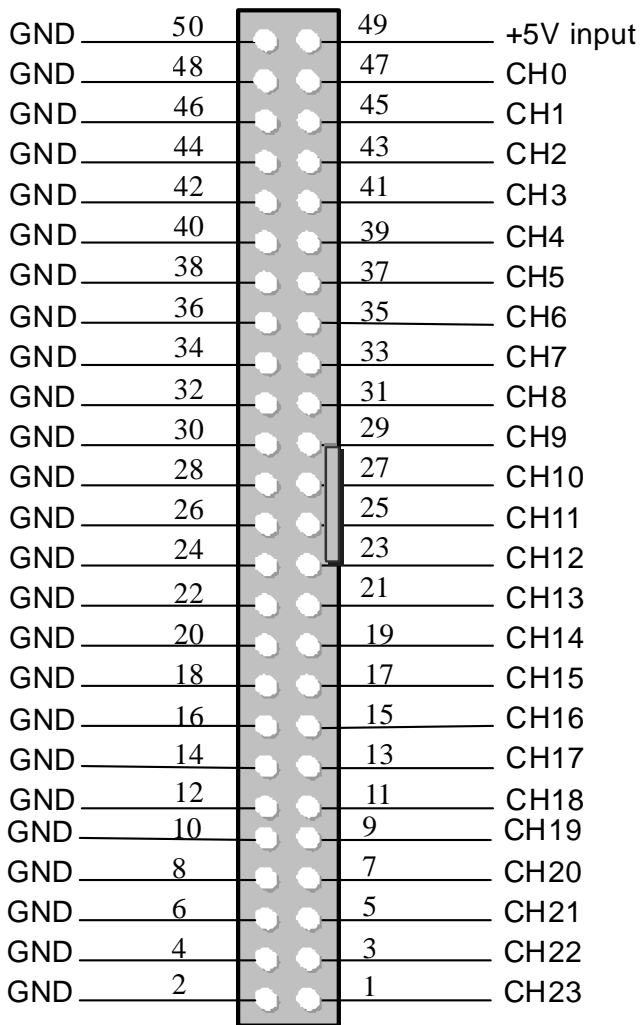 GND 50 49 +5V input
GND 48 47 CH0
GND 46 45 CH1
GND 44 43 CH2
GND 42 41 CH3
GND 40 39 CH4
GND 38 37 CH5
GND 36 35 CH6
GND 34 33 CH7
GND 32 31 CH8
GND 30 29 CH9
GND 28 27 CH10
GND 26 25 CH11
GND 24 23 CH12
GND 22 21 CH13
GND 20 19 CH14
GND 18 17 CH15
GND 16 15 CH16
GND 14 13 CH17
GND 12 11 CH18
GND 10 9 CH19
GND 8 7 CH20
GND 6 5 CH21
GND 4 3 CH22
GND 2 1 CH23